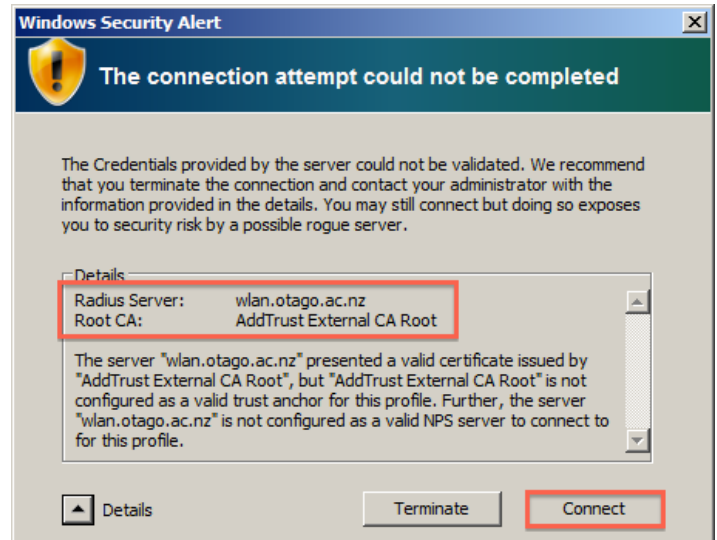 Windows Security Alert
The connection attempt could not be completed
The Credentials provided by the server could not be validated. We recommend
that you terminate the connection and contact your administrator with the
information provided in the details. You may still connect but doing so exposes
you to security risk by a possible rogue server.
Details
Radius Server: wlan.otago.ac.nz
Root CA: AddTrust External CA Root
The server "wlan.otago.ac.nz" presented a valid certificate issued by
"AddTrust External CA Root", but "AddTrust External CA Root" is not
configured as a valid trust anchor for this profile. Further, the server
"wlan.otago.ac.nz" is not configured as a valid NPS server to connect to
for this profile.
Details Terminate Connect